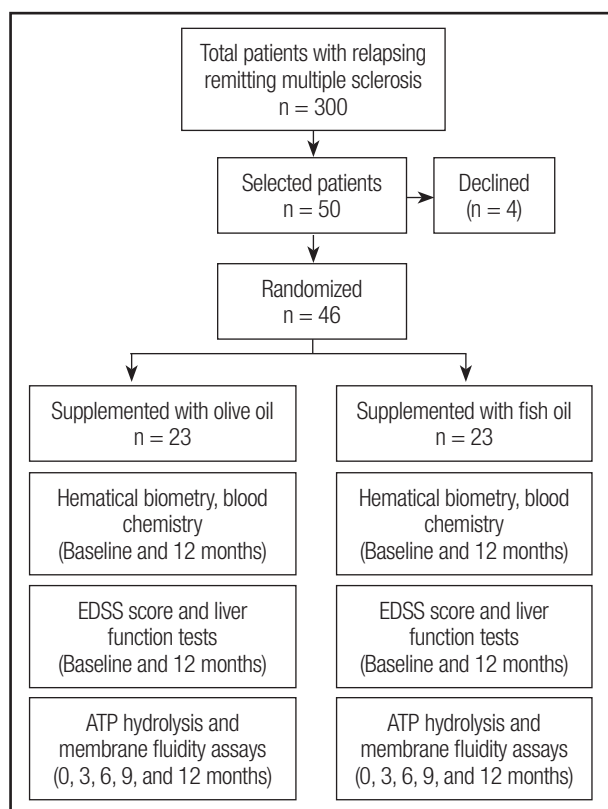 Total patients with relapsing
remitting multiple sclerosis
n = 300
Selected patients
n = 50
Declined
(n = 4)
Randomized
n = 46
Supplemented with olive oil
n = 23
Supplemented with fish oil
n = 23
Hematical biometry, blood
chemistry
(Baseline and 12 months)
Hematical biometry, blood
chemistry
(Baseline and 12 months)
EDSS score and liver
function tests
(Baseline and 12 months)
EDSS score and liver
function tests
(Baseline and 12 months)
ATP hydrolysis and
membrane fluidity assays
(0, 3, 6, 9, and 12 months)
ATP hydrolysis and
membrane fluidity assays
(0, 3, 6, 9, and 12 months)